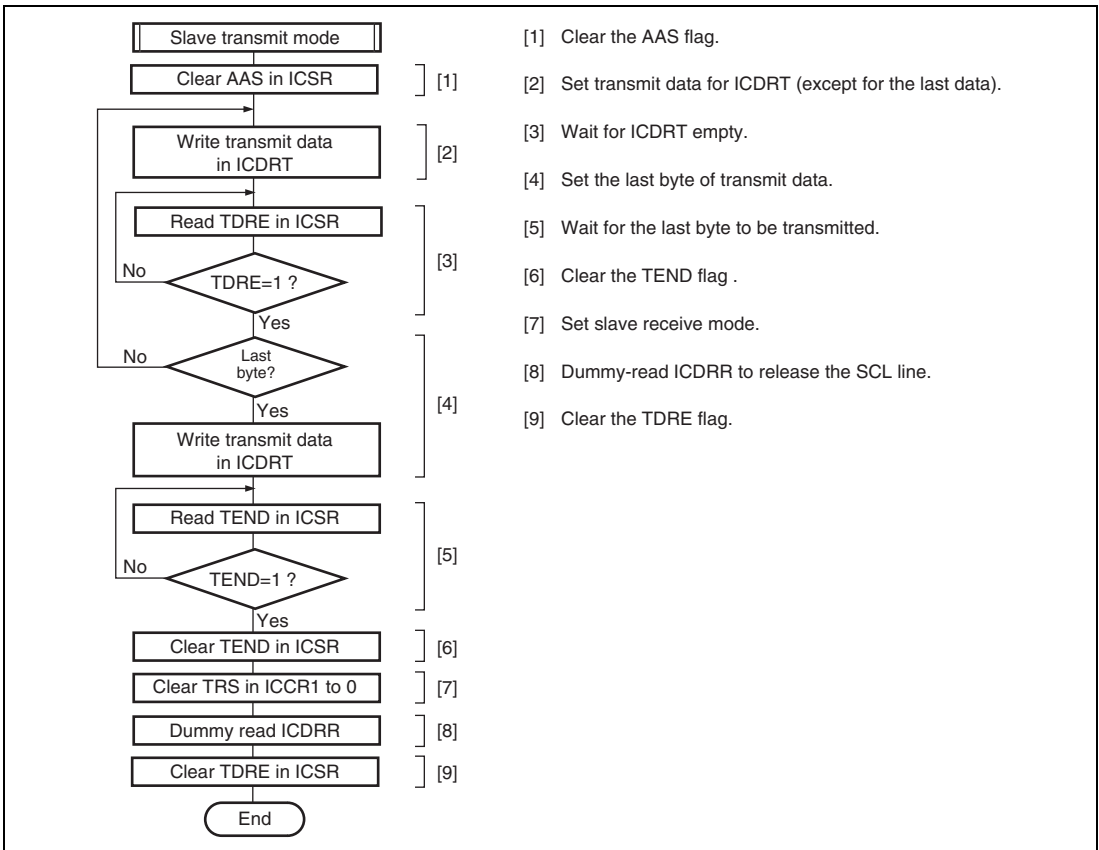 Slave transmit mode
Clear AAS in ICSR
[1]
Write transmit data
in ICDRT
[2]
Read TDRE in ICSR
No
TDRE=1 ?
[3]
Yes
No
Last
byte?
[4]
Yes
Write transmit data
in ICDRT
Read TEND in ICSR
No
TEND=1 ?
[5]
Yes
Clear TEND in ICSR
[6]
Clear TRS in ICCR1 to 0
[7]
Dummy read ICDRR
[8]
Clear TDRE in ICSR
[9]
End
[1] Clear the AAS flag.
[2] Set transmit data for ICDRT (except for the last data).
[3] Wait for ICDRT empty.
[4] Set the last byte of transmit data.
[5] Wait for the last byte to be transmitted.
[6] Clear the TEND flag .
[7] Set slave receive mode.
[8] Dummy-read ICDRR to release the SCL line.
[9] Clear the TDRE flag.